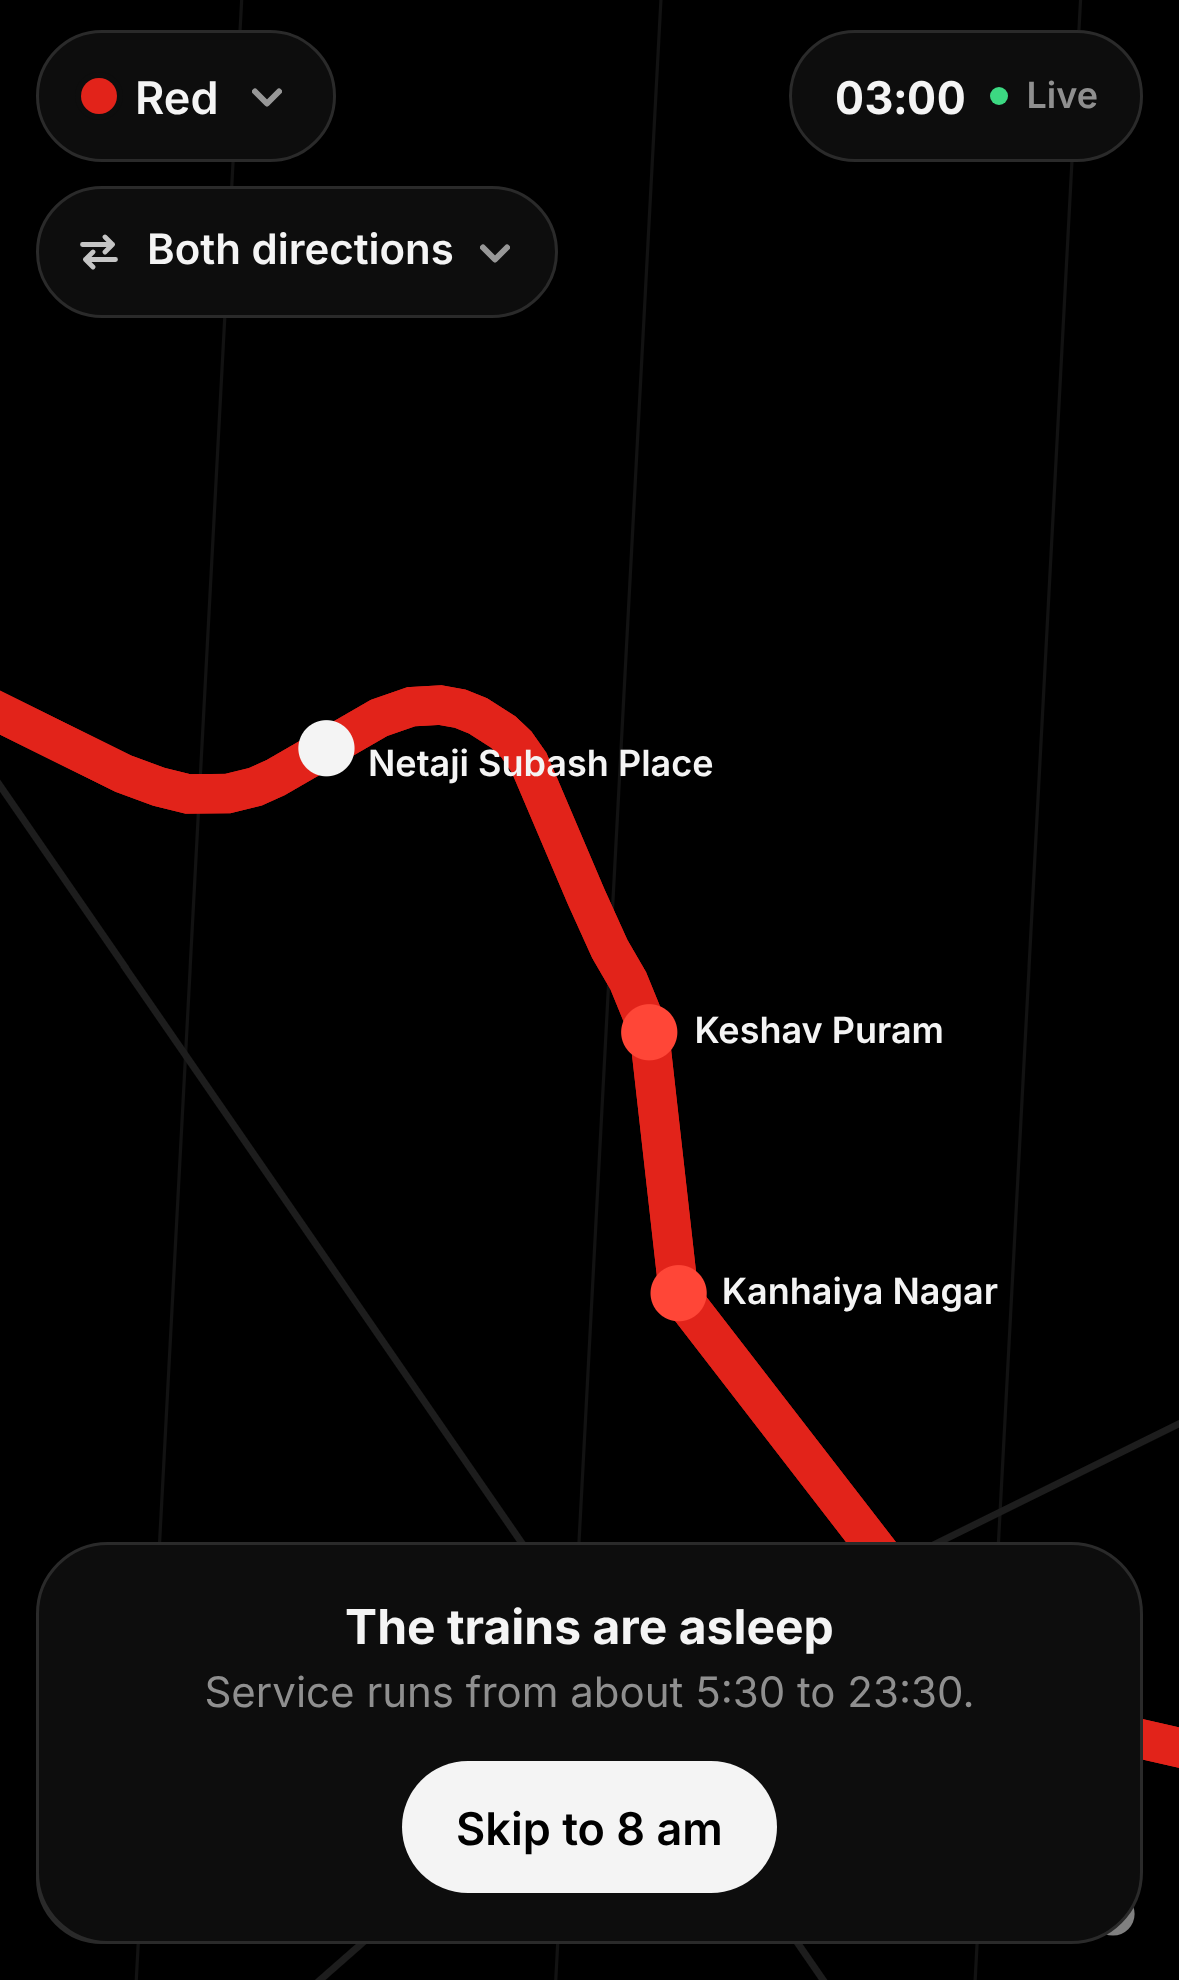 Red
03:00 Live
Both directions
Netaji Subash Place
Keshav Puram
Kanhaiya Nagar
The trains are asleep
Service runs from about 5:30 to 23:30.
Skip to 8 am